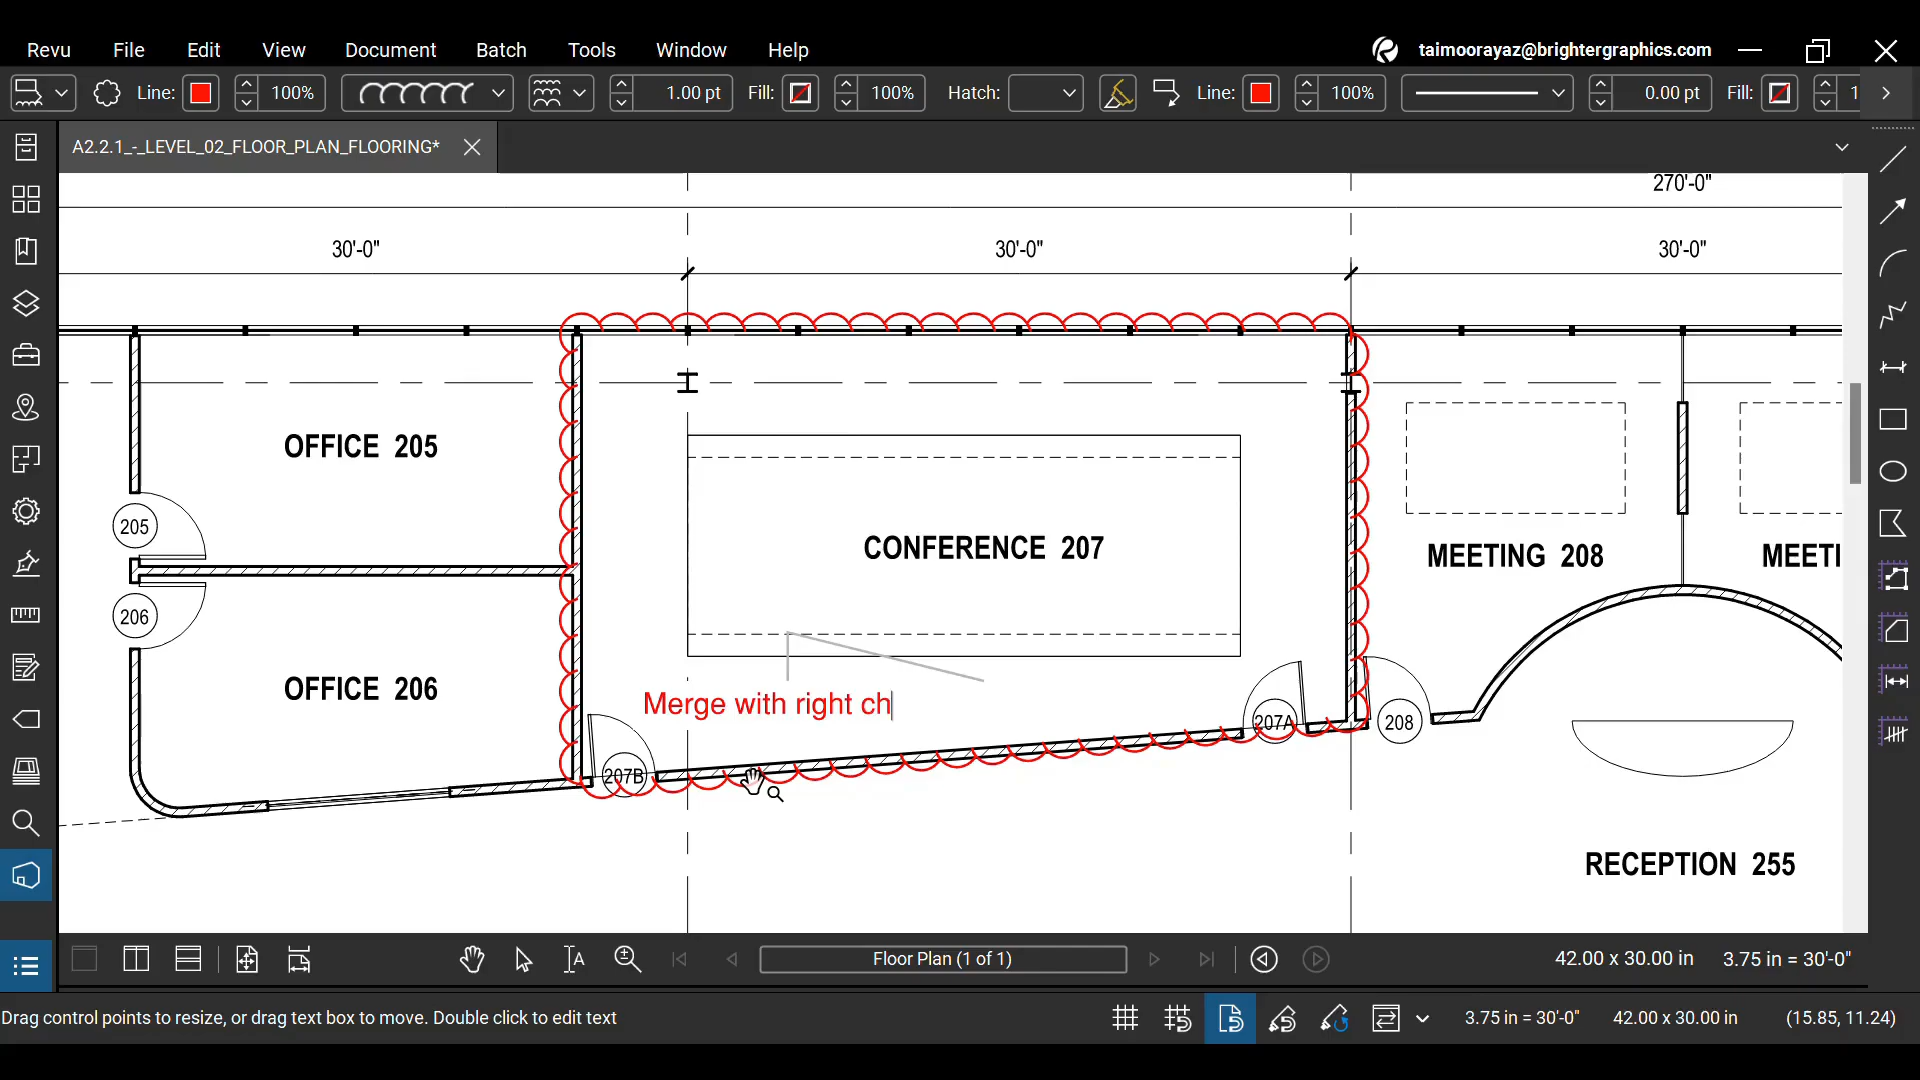 Revu File Edit View Document Batch Tools Window Help taimoorayaz@brightergraphics.com
Line: 100% 1.00 pt Fill: 100% Hatch: Line: 100% 0.00 pt Fill: 1
A2.2.1_-_LEVEL_02_FLOOR_PLAN_FLOORING*
270'-0"
30'-0" 30'-0" 30'-0"
OFFICE 205
205
CONFERENCE 207
MEETING 208 MEETI
206
OFFICE 206
Merge with right ch
207A 208
207B
RECEPTION 255
Floor Plan (1 of 1) 42.00 x 30.00 in 3.75 in = 30'-0"
Drag control points to resize, or drag text box to move. Double click to edit text 3.75 in = 30'-0" 42.00 x 30.00 in (15.85, 11.24)